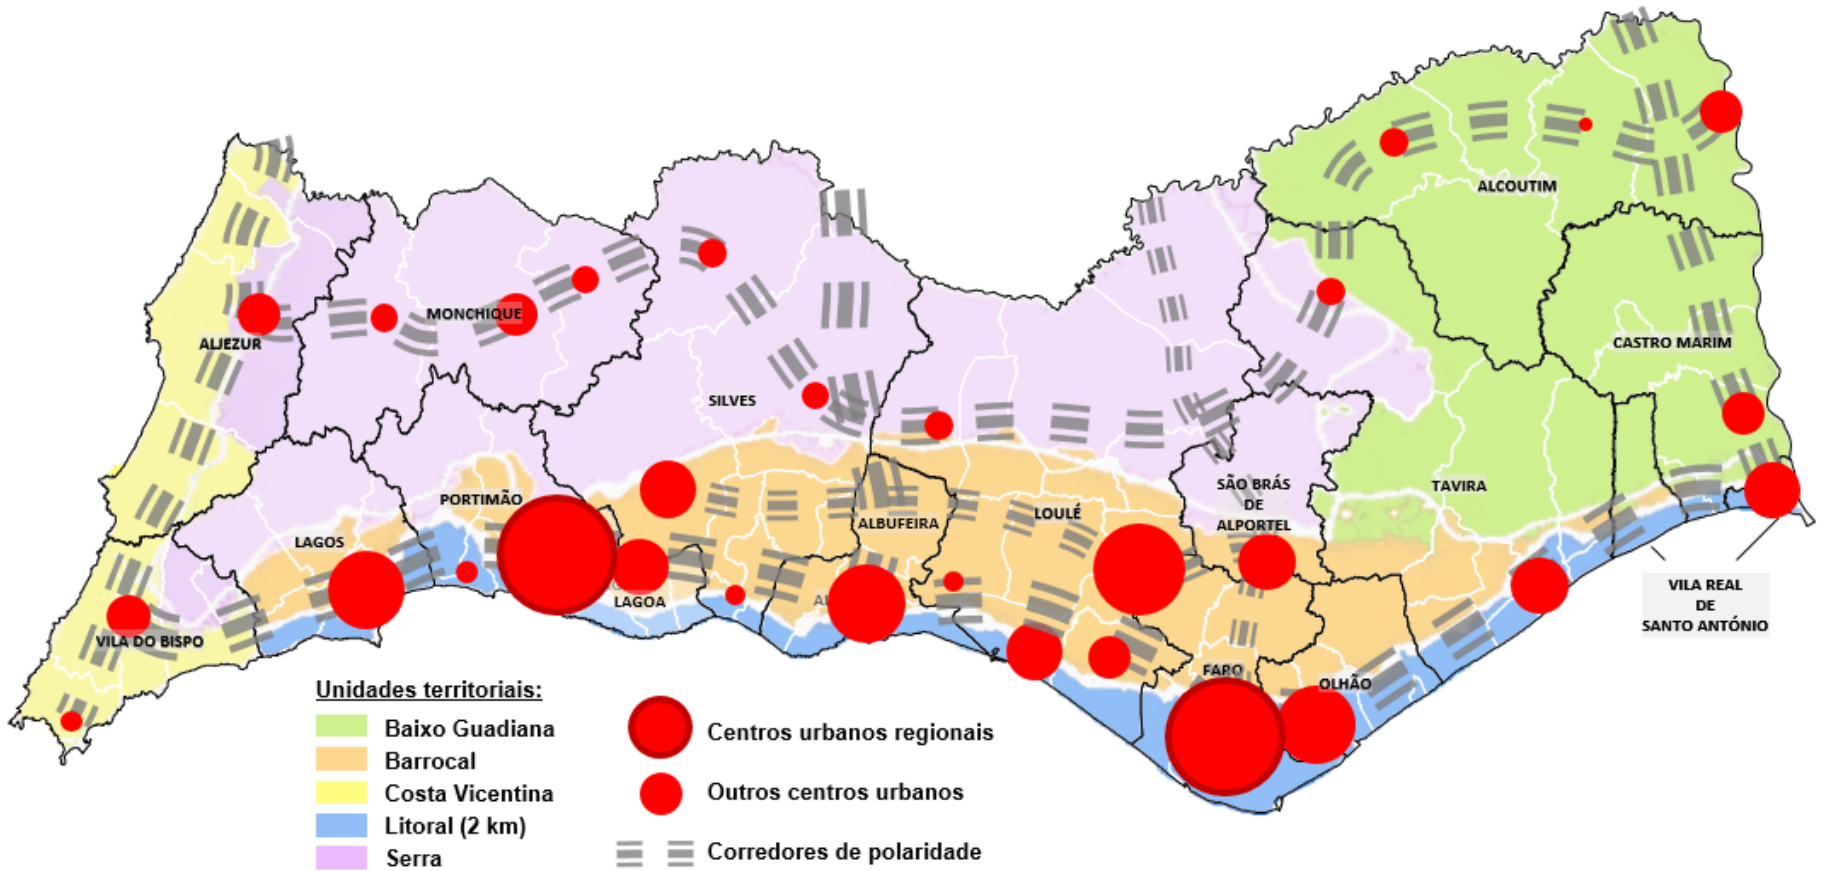 ALCOUTIM
MONCHIQUE
ALJEZUR
CASTRO MARIM
SILVES
PORTIMÃO
SÃO BRÁS
DE
ALPORTEL
TAVIRA
LOULÉ
ALBUFEIRA
LAGOS
LAGOA
VILA REAL
DE
SANTO ANTÓNIO
VILA DO BISPO
FARO
OLHÃO
Unidades territoriais:
Baixo Guadiana
Barrocal
Costa Vicentina
Litoral (2 km)
Serra
Centros urbanos regionais
Outros centros urbanos
Corredores de polaridade